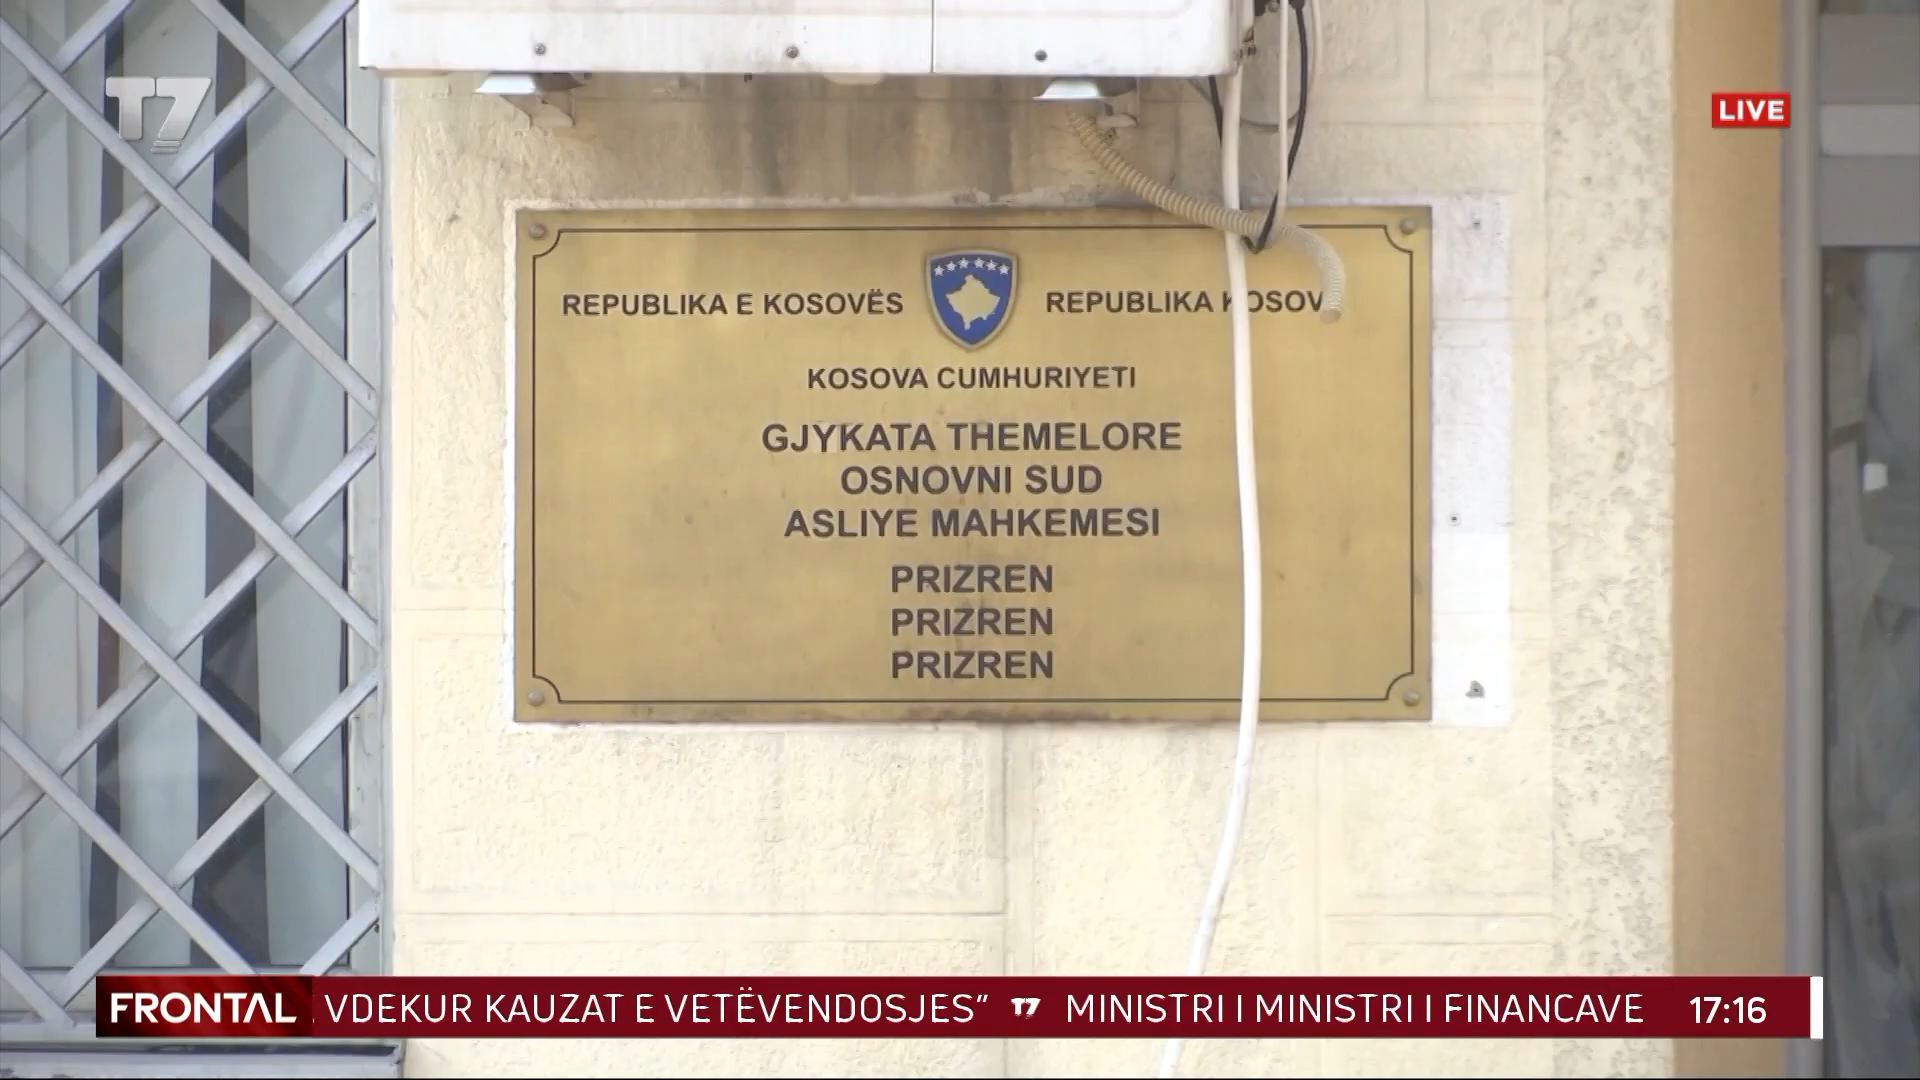 T7
LIVE
REPUBLIKA E KOSOVËS
REPUBLIKA KOSOV
KOSOVA CUMHURIYETI
GJYKATA THEMELORE
OSNOVNI SUD
ASLIYE MAHKEMESI
PRIZREN
PRIZREN
PRIZREN
FRONTAL VDEKUR KAUZAT E VETËVENDOSJES” T7 MINISTRI I MINISTRI I FINANCAVE 17:16